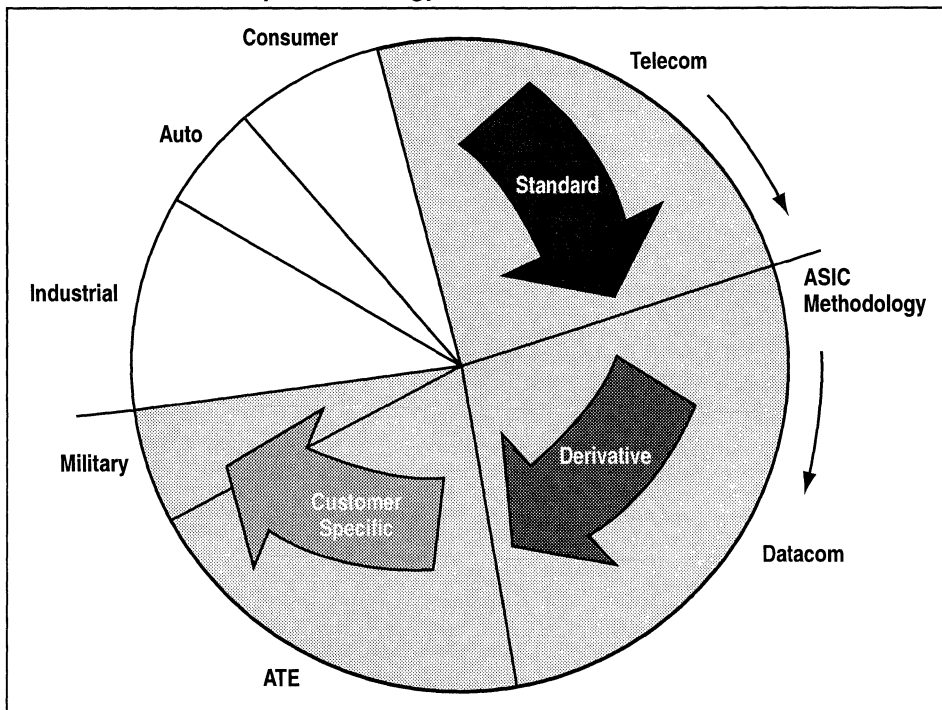 Consumer
Telecom
Auto
Standard
Industrial
ASIC
Methodology
Derivative
Military
Customer
Specific
Datacom
ATE